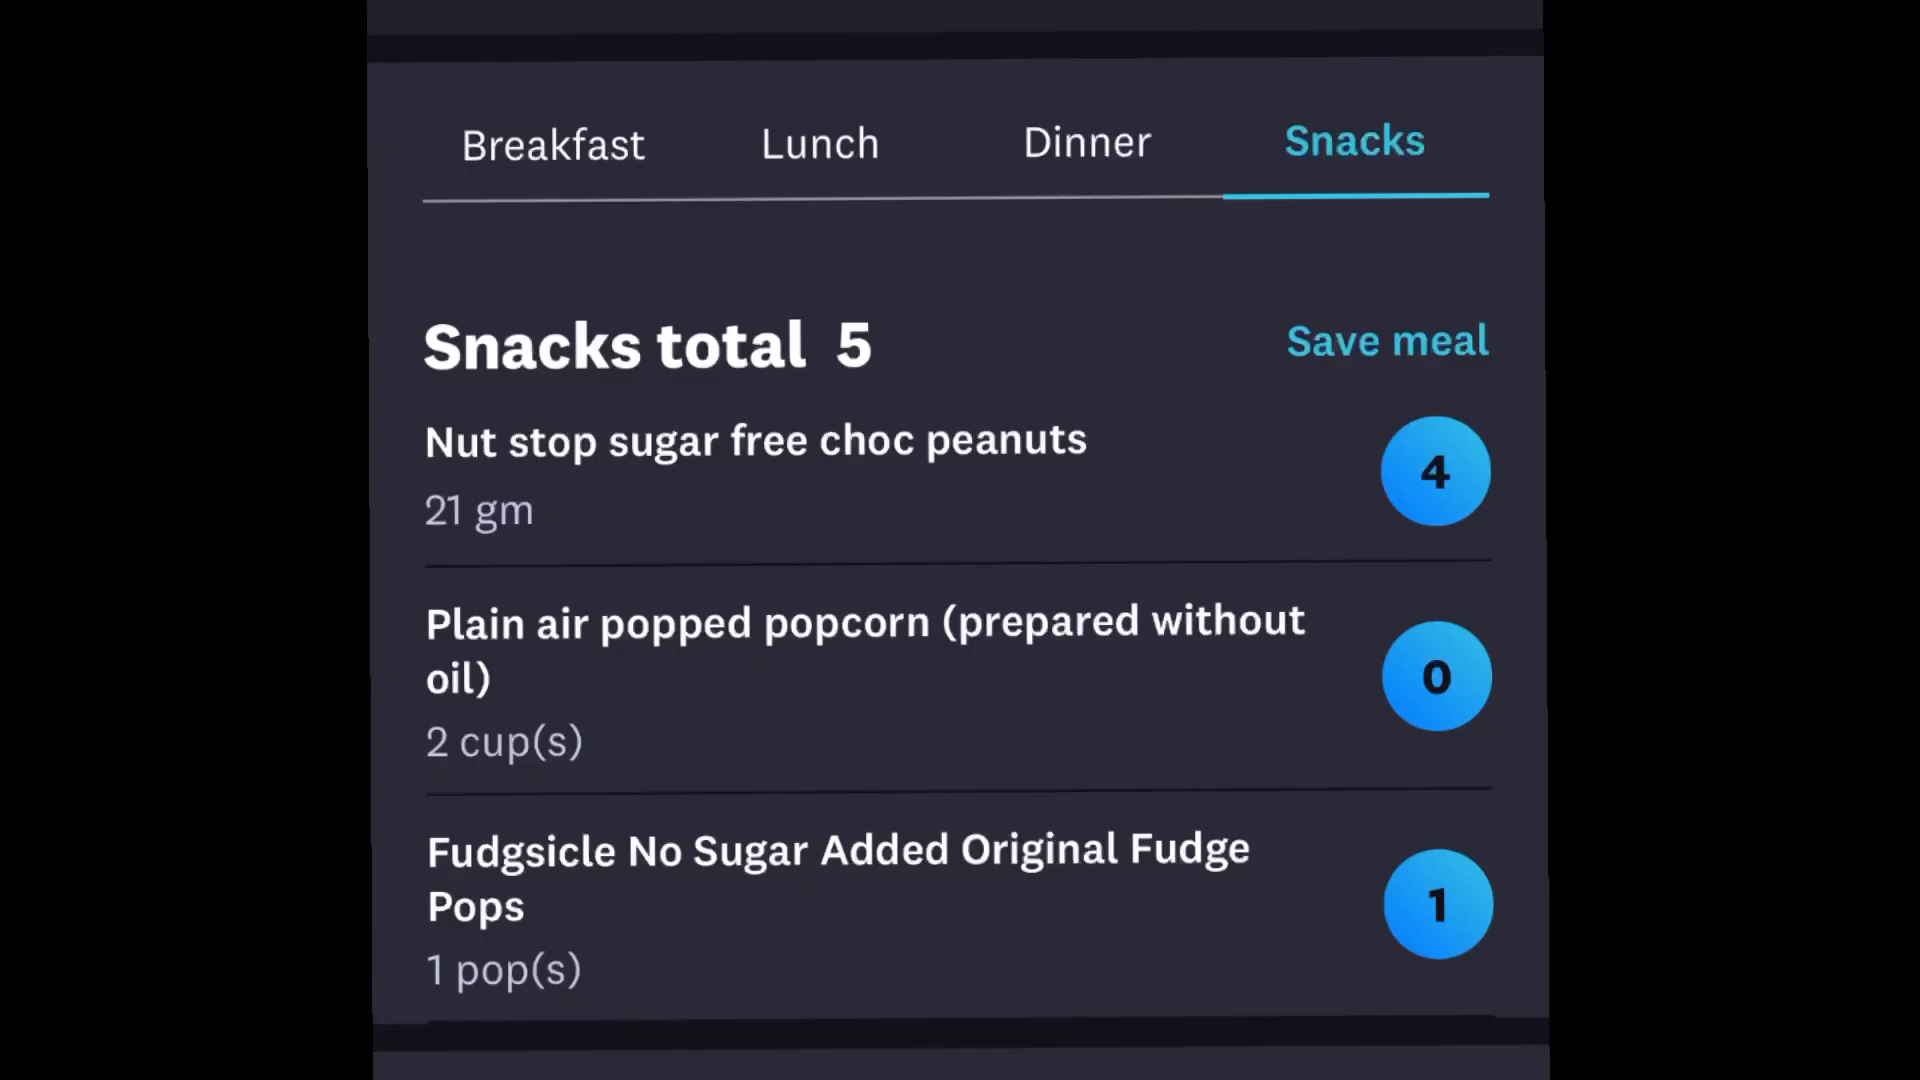 Breakfast Lunch Dinner Snacks
Snacks total 5 Save meal
Nut stop sugar free choc peanuts
21 gm
4
Plain air popped popcorn (prepared without
oil)
2 cup(s)
0
Fudgsicle No Sugar Added Original Fudge
Pops
1 pop(s)
1